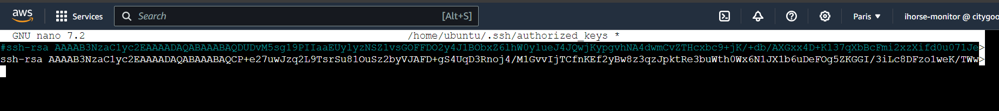 aws
Services
Search
[Alt+S]
Paris
ihorse-monitor @ citygoo
GNU nano 7.2
/home/ubuntu/.ssh/authorized_keys *
#ssh-rsa AAAAB3NzaC1yc2EAAAADAQABAAABAQDUDvM5sg19PIIaaEUylyzNSZ1vsGOFFDO2y4J1BObxZ6lhW0ylueJ4JQwjKypgvhNA4dwmCvZTHcxbc9+jK/+db/AXGxx4D+Kl37qXbBcFmi2xzXifd0u071Je>
ssh-rsa AAAAB3NzaC1yc2EAAAADAQABAAABAQCP+e27uwJzq2L9TsrSu81OuSz2byVJAFD+gS4UqD3Rnoj4/M1GvvIjTCfnKEf2yBw8z3qzJpktRe3buWth0Wx6N1JX1b6uDeFOg5ZKGGI/3iLc8DFzo1weK/TWw>